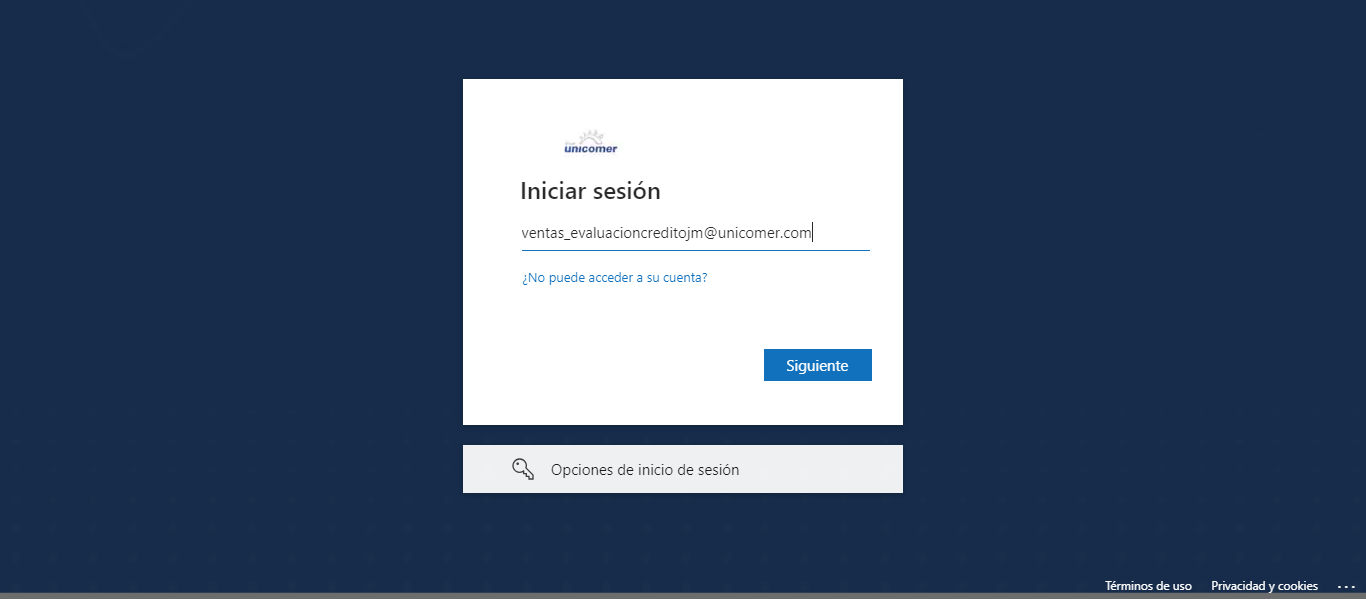 unicomer
Iniciar sesión
ventas_evaluacioncreditojm@unicomer.com
¿No puede acceder a su cuenta?
Siguiente
Opciones de inicio de sesión
Términos de uso Privacidad y cookies ...